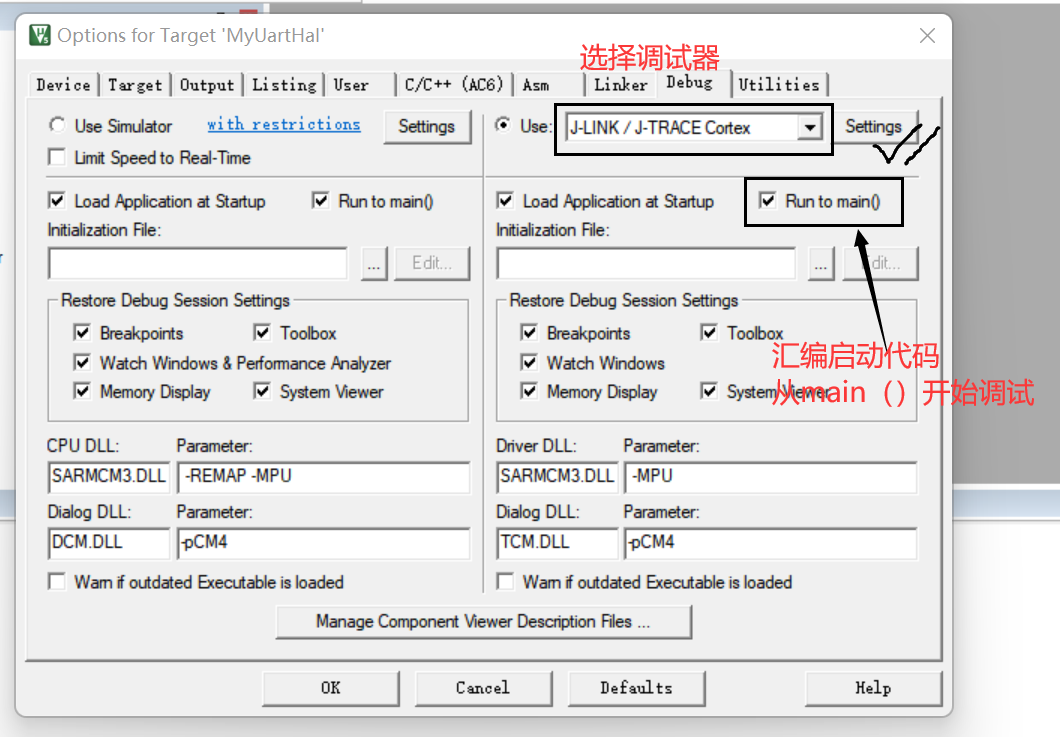 Options for Target 'MyUartHal'
选择调试器
Device Target Output Listing User C/C++ (AC6) Asm Linker Debug Utilities
Use Simulator with restrictions Settings Use: J-LINK / J-TRACE Cortex Settings
Limit Speed to Real-Time
Load Application at Startup Run to main() Load Application at Startup Run to main()
Initialization File: Initialization File:
... Edit... ... Edit...
Restore Debug Session Settings Restore Debug Session Settings
Breakpoints Toolbox Breakpoints Toolbox
Watch Windows & Performance Analyzer Watch Windows
汇编启动代码
Memory Display System Viewer Memory Display System Viewer
从main（）开始调试
CPU DLL: Parameter: Driver DLL: Parameter:
SARMCM3.DLL -REMAP -MPU SARMCM3.DLL -MPU
Dialog DLL: Parameter: Dialog DLL: Parameter:
DCM.DLL -pCM4 TCM.DLL -pCM4
Warn if outdated Executable is loaded Warn if outdated Executable is loaded
Manage Component Viewer Description Files ...
OK Cancel Defaults Help